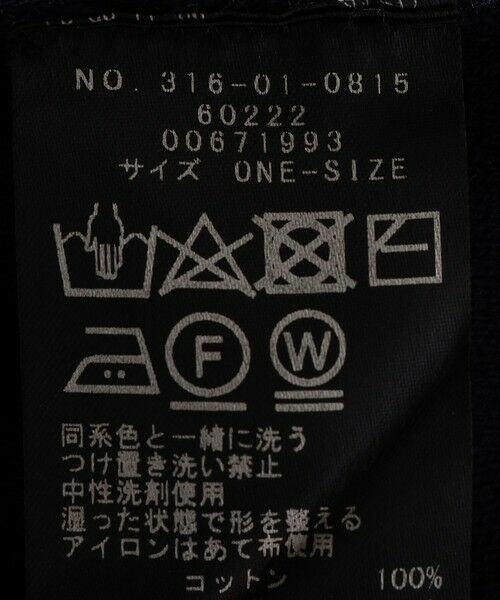 NO. 316-01-0815
60222
00671993
サイズ ONE-SIZE
F
W
同系色と一緒に洗う
つけ置き洗い禁止
中性洗剤使用
湿った状態で形を整える
アイロンはあて布使用
コットン 100%